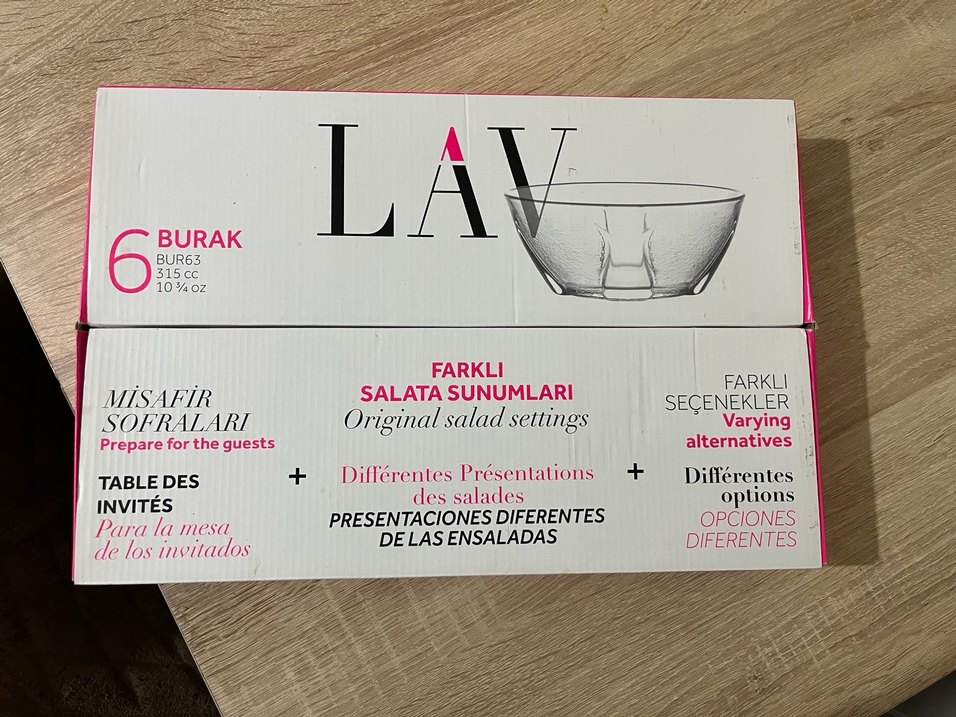 LAV
6 BURAK
BUR63
315 cc
10 ¾ oz
MİSAFİR
SOFRALARI
Prepare for the guests
TABLE DES
INVITÉS
Para la mesa
de los invitados
+
FARKLI
SALATA SUNUMLARI
Original salad settings
Différentes Présentations
des salades
PRESENTACIONES DIFERENTES
DE LAS ENSALADAS
+
FARKLI
SEÇENEKLER
Varying
alternatives
Différentes
options
OPCIONES
DIFERENTES